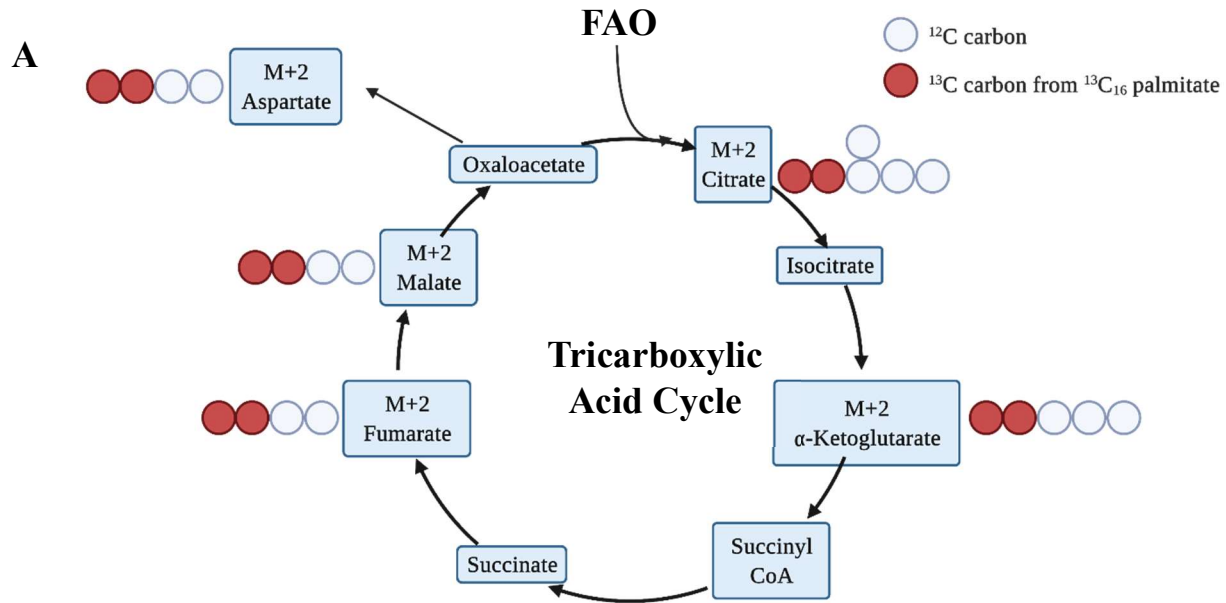 A
FAO
¹²C carbon
¹³C carbon from ¹³C₁₆ palmitate
M+2
Aspartate
Oxaloacetate
M+2
Citrate
M+2
Malate
Isocitrate
Tricarboxylic
Acid Cycle
M+2
Fumarate
M+2
α-Ketoglutarate
Succinate
Succinyl
CoA